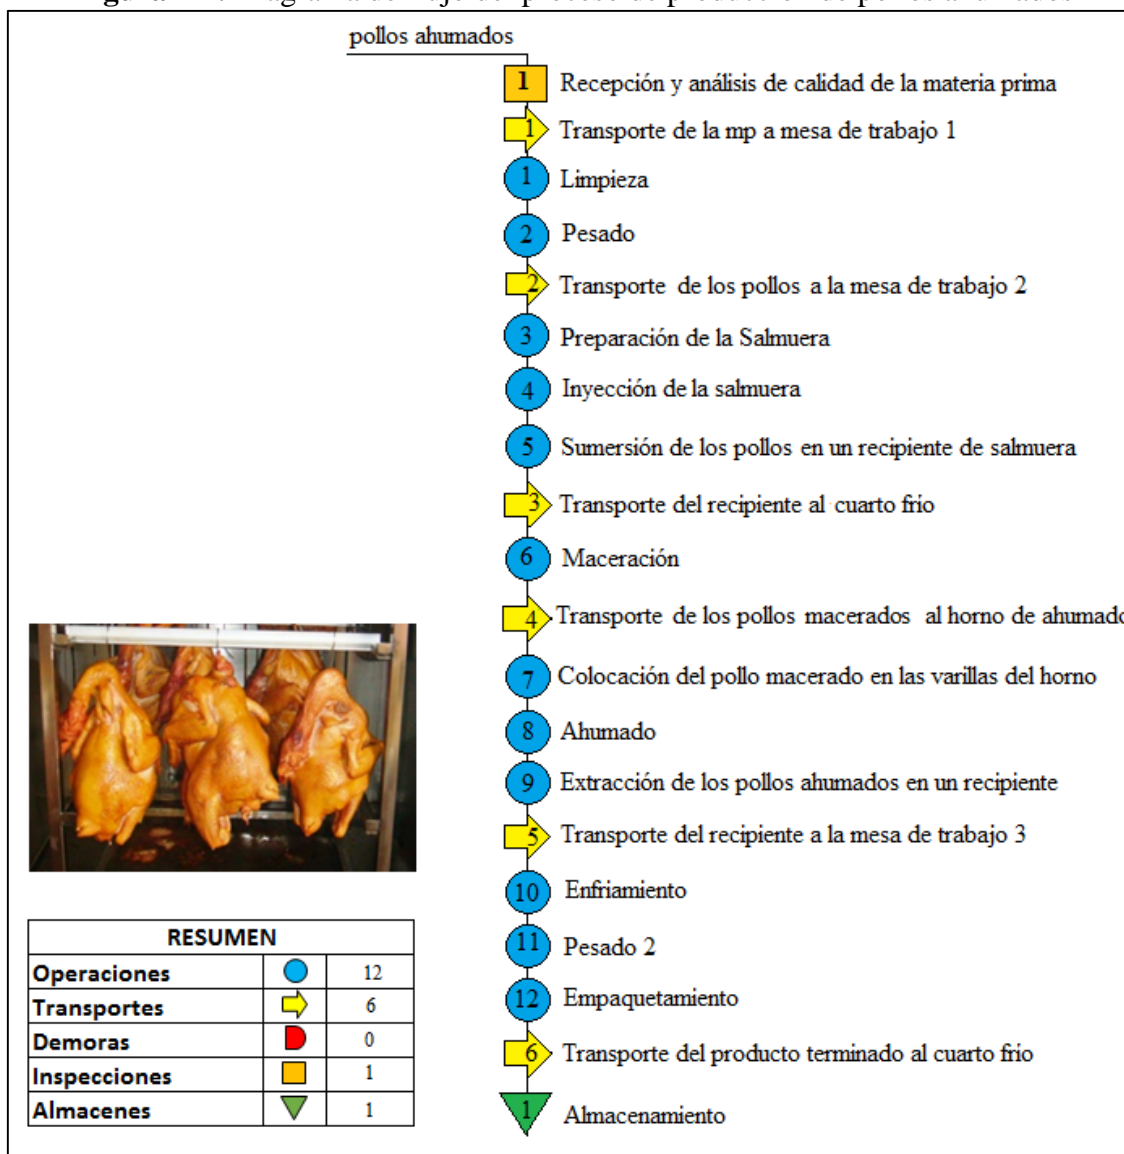 pollos ahumados
1 Recepción y análisis de calidad de la materia prima
1 Transporte de la mp a mesa de trabajo 1
1 Limpieza
2 Pesado
2 Transporte de los pollos a la mesa de trabajo 2
3 Preparación de la Salmuera
4 Inyección de la salmuera
5 Sumersión de los pollos en un recipiente de salmuera
3 Transporte del recipiente al cuarto frío
6 Maceración
4 Transporte de los pollos macerados al horno de ahumado
7 Colocación del pollo macerado en las varillas del horno
8 Ahumado
9 Extracción de los pollos ahumados en un recipiente
5 Transporte del recipiente a la mesa de trabajo 3
10 Enfriamiento
11 Pesado 2
12 Empaquetamiento
6 Transporte del producto terminado al cuarto frío
1 Almacenamiento
RESUMEN
Operaciones 12
Transportes 6
Demoras 0
Inspecciones 1
Almacenes 1